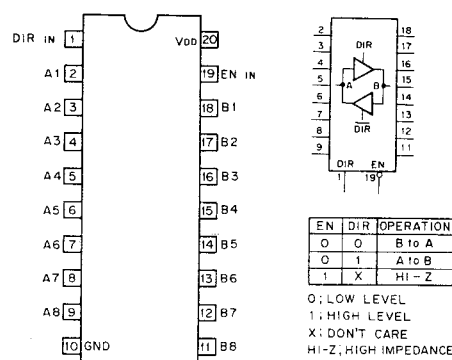 DIR IN 1
VDD 20
A1 2
19 EN IN
A2 3
18 B1
A3 4
17 B2
A4 5
16 B3
A5 6
15 B4
A6 7
14 B5
A7 8
13 B6
A8 9
12 B7
10 GND
11 B8
2 18
3 17
4 16
5 15
6 14
7 13
8 12
9 11
DIR
A B
DIR
DIR EN
1 19
EN DIR OPERATION
0 0 B to A
0 1 A to B
1 X HI-Z
0; LOW LEVEL
1; HIGH LEVEL
X; DON'T CARE
HI-Z; HIGH IMPEDANCE